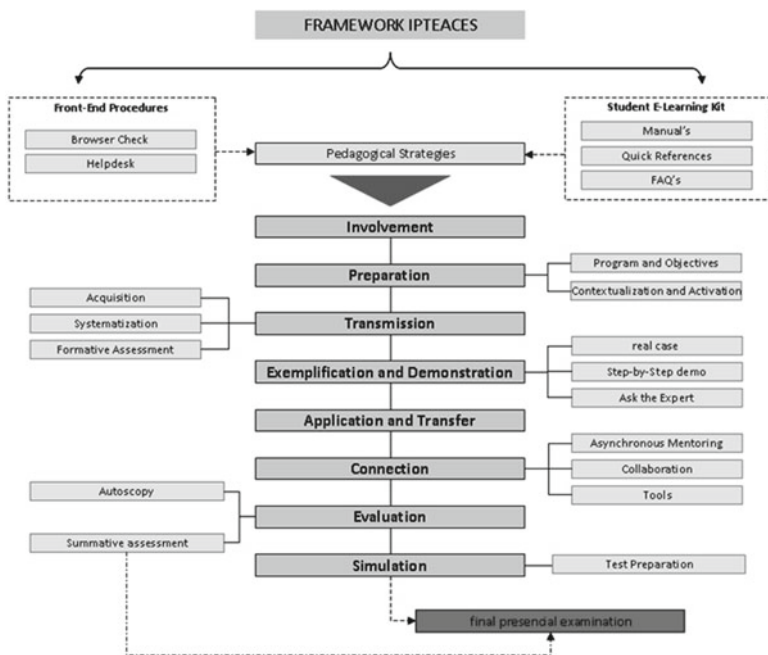 FRAMEWORK IPTEACES
Front-End Procedures
Browser Check
Helpdesk
Student E-Learning Kit
Manual's
Quick References
FAQ's
Pedagogical Strategies
Involvement
Preparation
Program and Objectives
Contextualization and Activation
Acquisition
Systematization
Formative Assessment
Transmission
Exemplification and Demonstration
real case
Step-by-Step demo
Ask the Expert
Application and Transfer
Connection
Asynchronous Mentoring
Collaboration
Tools
Autoscopy
Summative assessment
Evaluation
Simulation
Test Preparation
final presencial examination